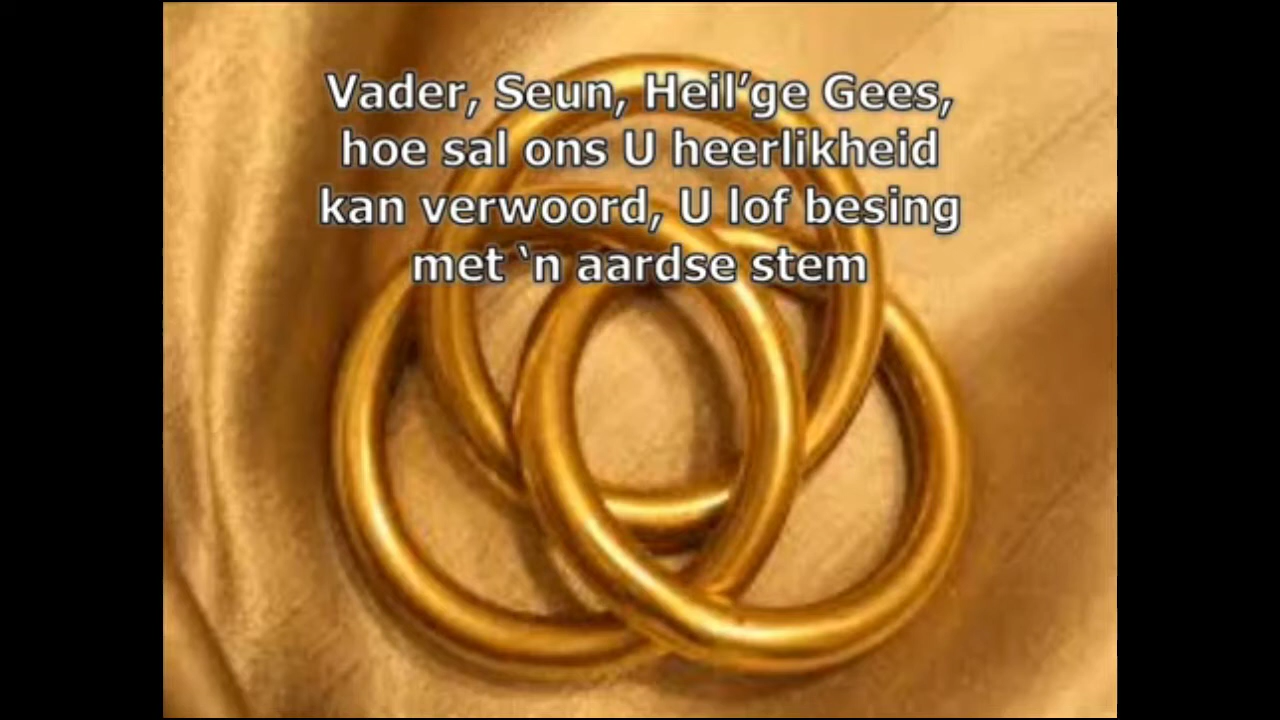 Vader, Seun, Heil’ge Gees,
hoe sal ons U heerlikheid
kan verwoord, U lof besing
met ‘n aardse stem